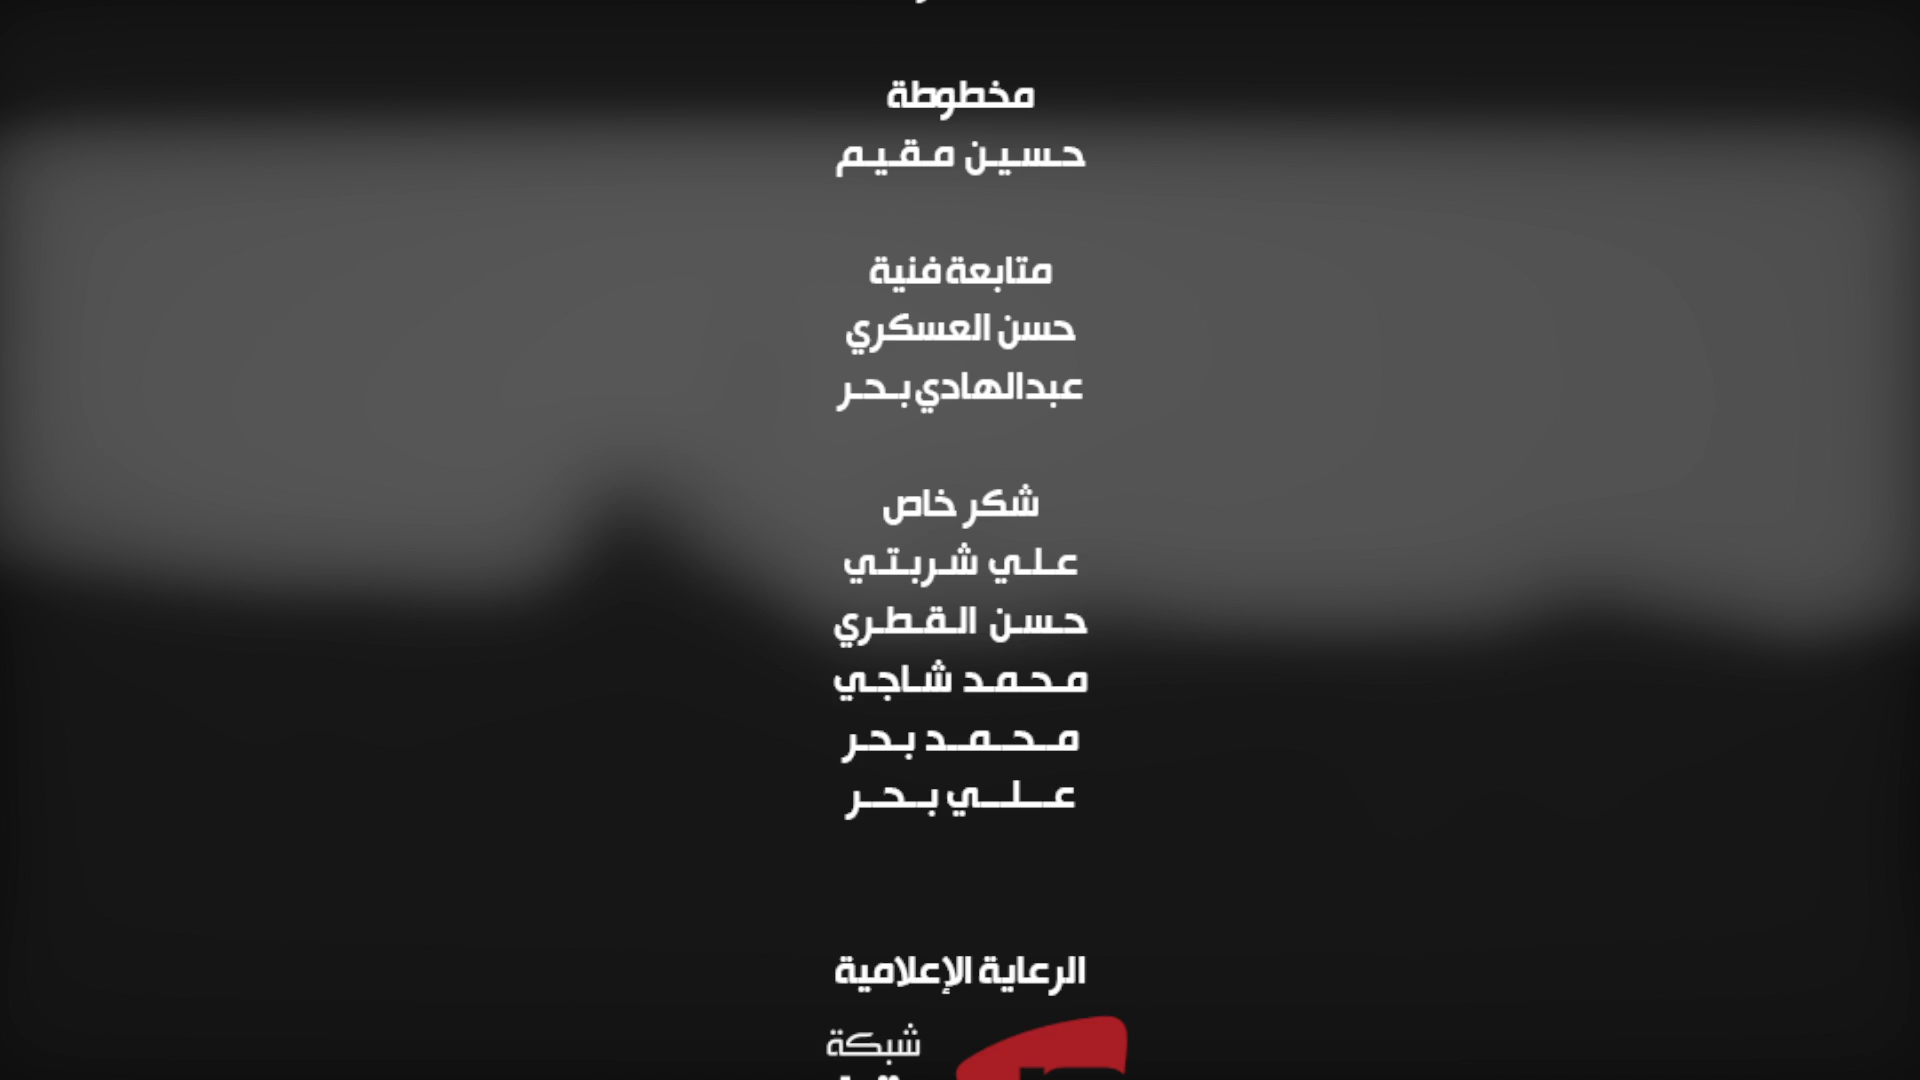 مخطوطة
حسين مقيم
متابعة فنية
حسن العسكري
عبدالهادي بحر
شكر خاص
علي شربتي
حسن القطري
محمد شاجي
محمد بحر
علي بحر
الرعاية الإعلامية
شبكة